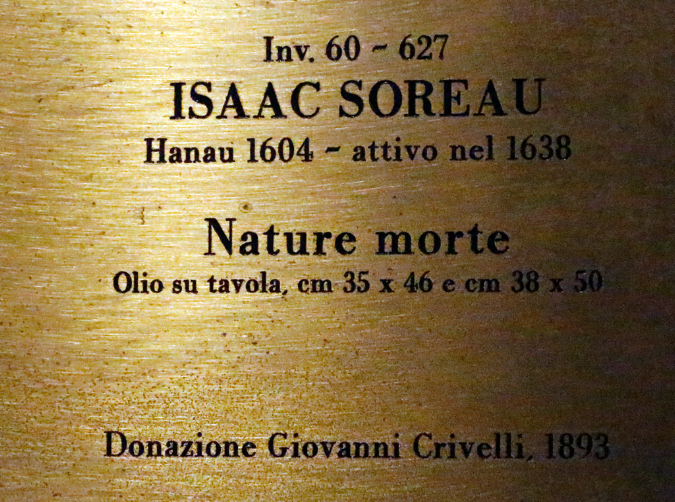 Inv. 60 ~ 627
ISAAC SOREAU
Hanau 1604 ~ attivo nel 1638
Nature morte
Olio su tavola, cm 35 x 46 e cm 38 x 50
Donazione Giovanni Crivelli, 1893